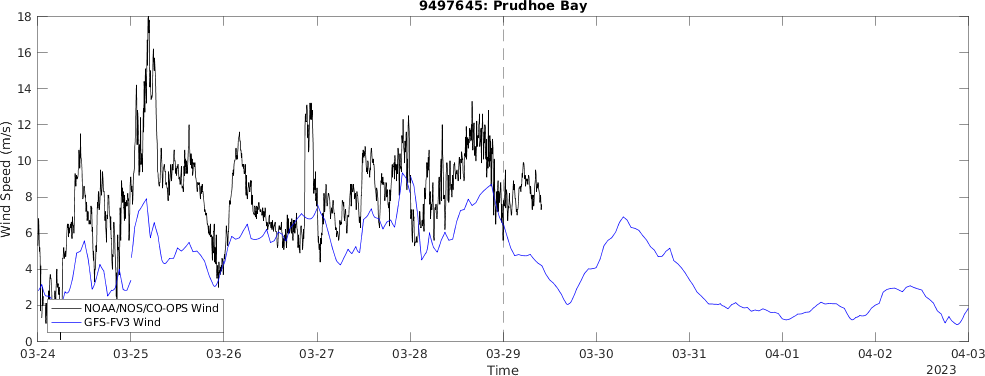 9497645: Prudhoe Bay
18
16
14
12
10
8
6
4
2
0
Wind Speed (m/s)
NOAA/NOS/CO-OPS Wind
GFS-FV3 Wind
03-24 03-25 03-26 03-27 03-28 03-29 03-30 03-31 04-01 04-02 04-03
Time
2023